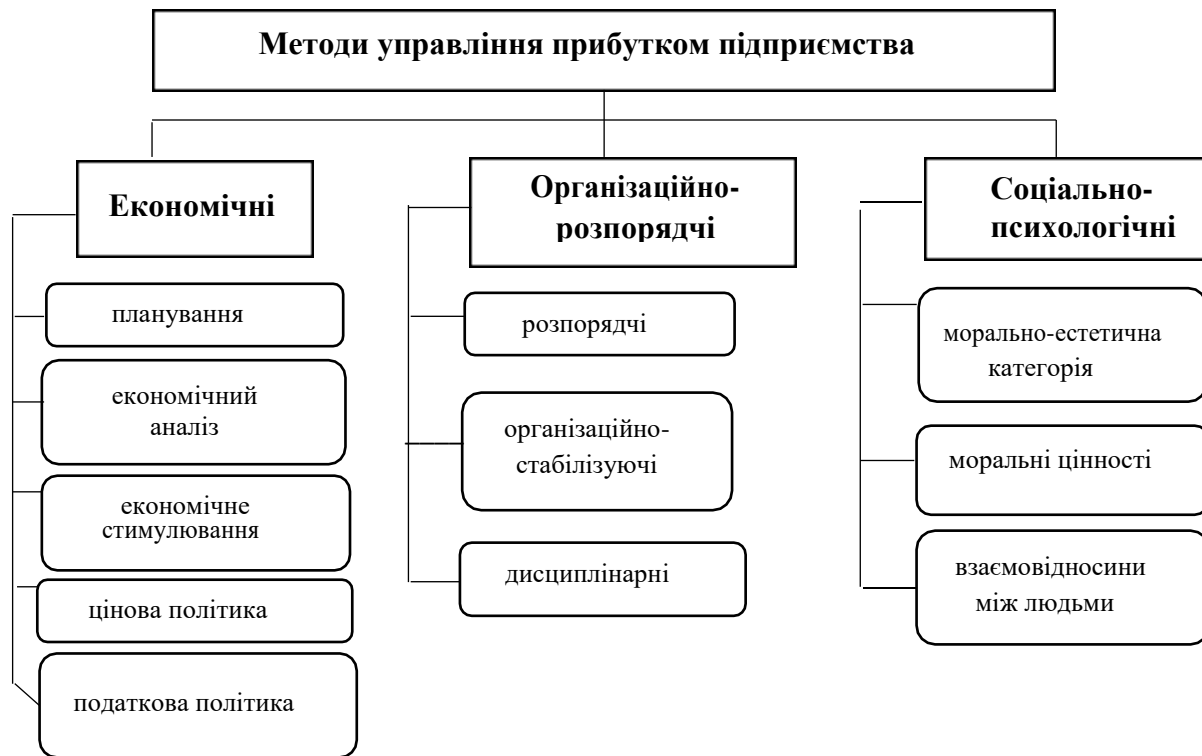 Методи управління прибутком підприємства
Економічні
планування
економічний
аналіз
економічне
стимулювання
цінова політика
податкова політика
Організаційно-
розпорядчі
розпорядчі
організаційно-
стабілізуючі
дисциплінарні
Соціально-
психологічні
морально-естетична
категорія
моральні цінності
взаємовідносини
між людьми